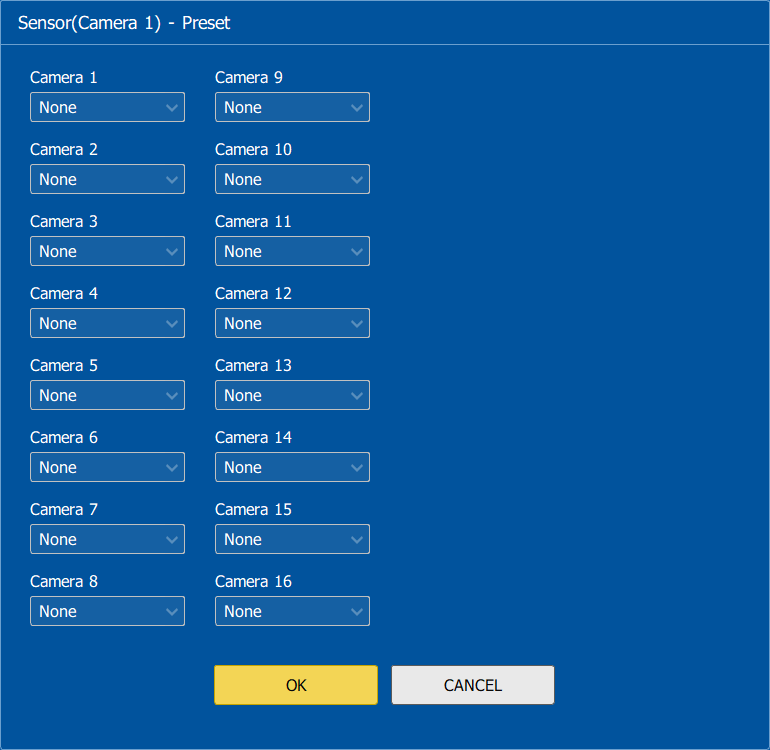 Sensor(Camera 1) - Preset
Camera 1
None
Camera 2
None
Camera 3
None
Camera 4
None
Camera 5
None
Camera 6
None
Camera 7
None
Camera 8
None
Camera 9
None
Camera 10
None
Camera 11
None
Camera 12
None
Camera 13
None
Camera 14
None
Camera 15
None
Camera 16
None
OK
CANCEL